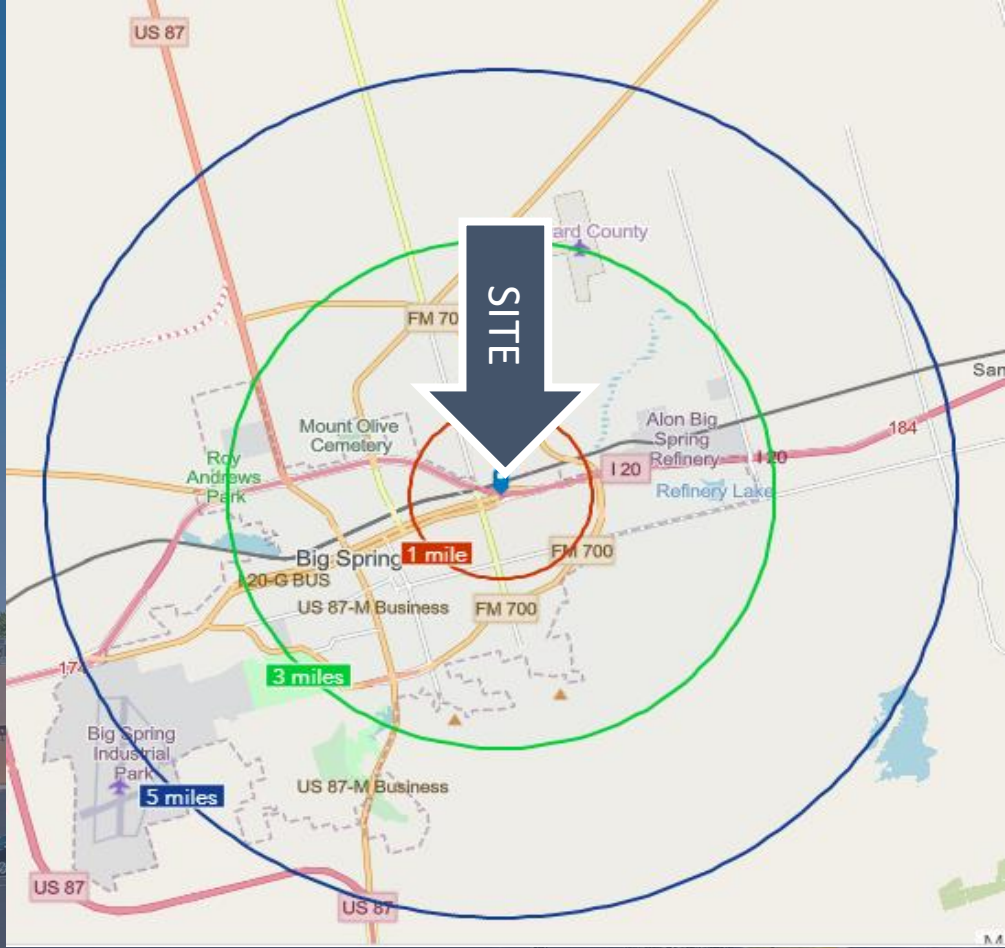 US 87
ard County
SITE
FM 70
San
184
Mount Olive
Cemetery
Alon Big
Spring
Refinery
I 20
I 20
Roy
Andrews
Park
Refinery Lake
Big Spring
1 mile
FM 700
I 20-G BUS
US 87-M Business
FM 700
3 miles
174
Big Spring
Industrial
Park
5 miles
US 87-M Business
US 87
US 87
M